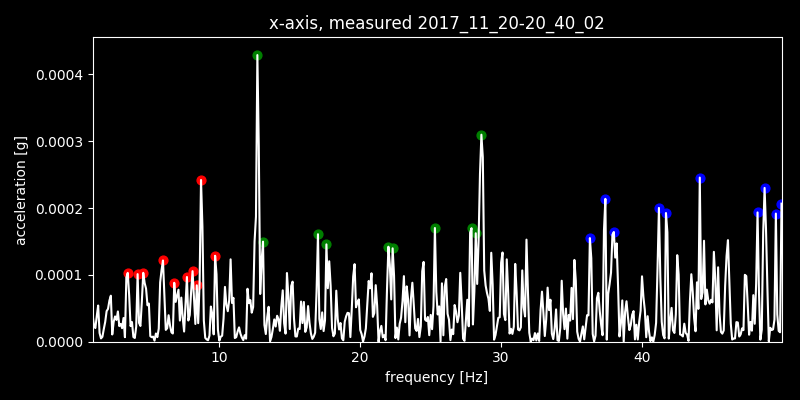 x-axis, measured 2017_11_20-20_40_02
acceleration [g]
0.0004
0.0003
0.0002
0.0001
0.0000
10 20 30 40
frequency [Hz]